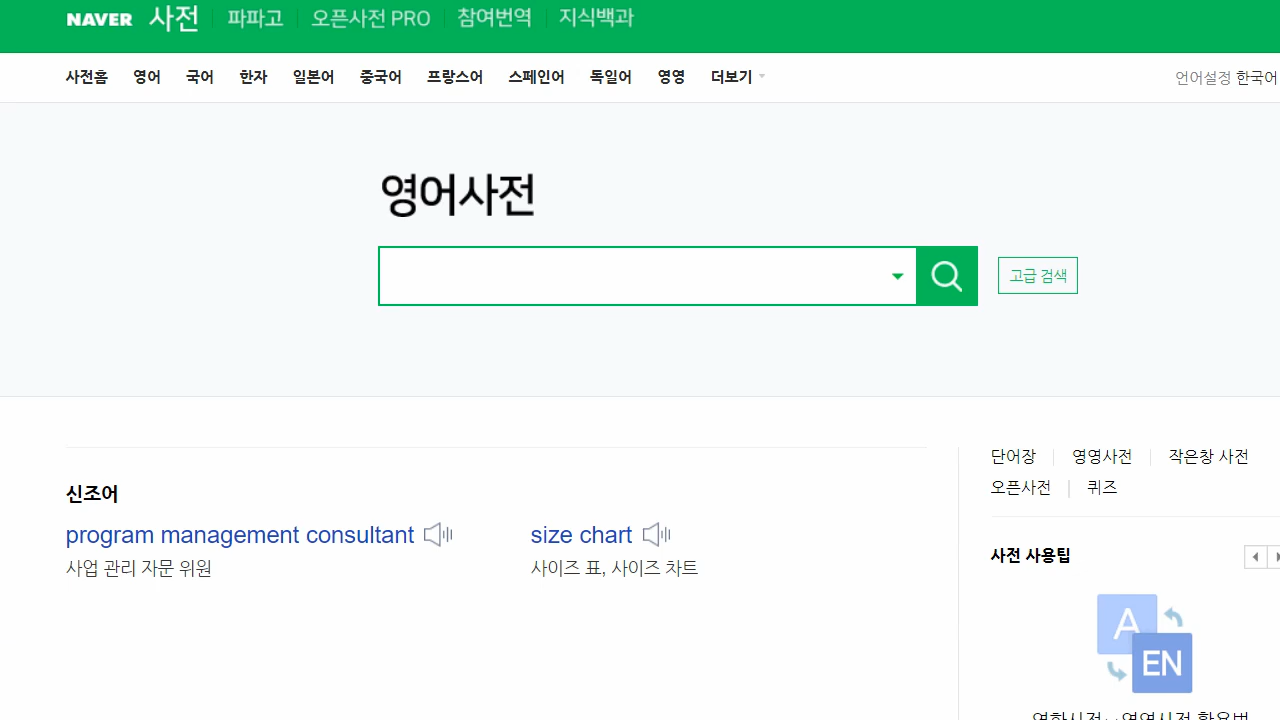 NAVER 사전 파파고 오픈사전 PRO 참여번역 지식백과
사전홈 영어 국어 한자 일본어 중국어 프랑스어 스페인어 독일어 영영 더보기 언어설정 한국어
영어사전
고급 검색
단어장 영영사전 작은창 사전
오픈사전 퀴즈
신조어
program management consultant size chart
사업 관리 자문 위원 사이즈 표, 사이즈 차트
사전 사용팁
A
EN